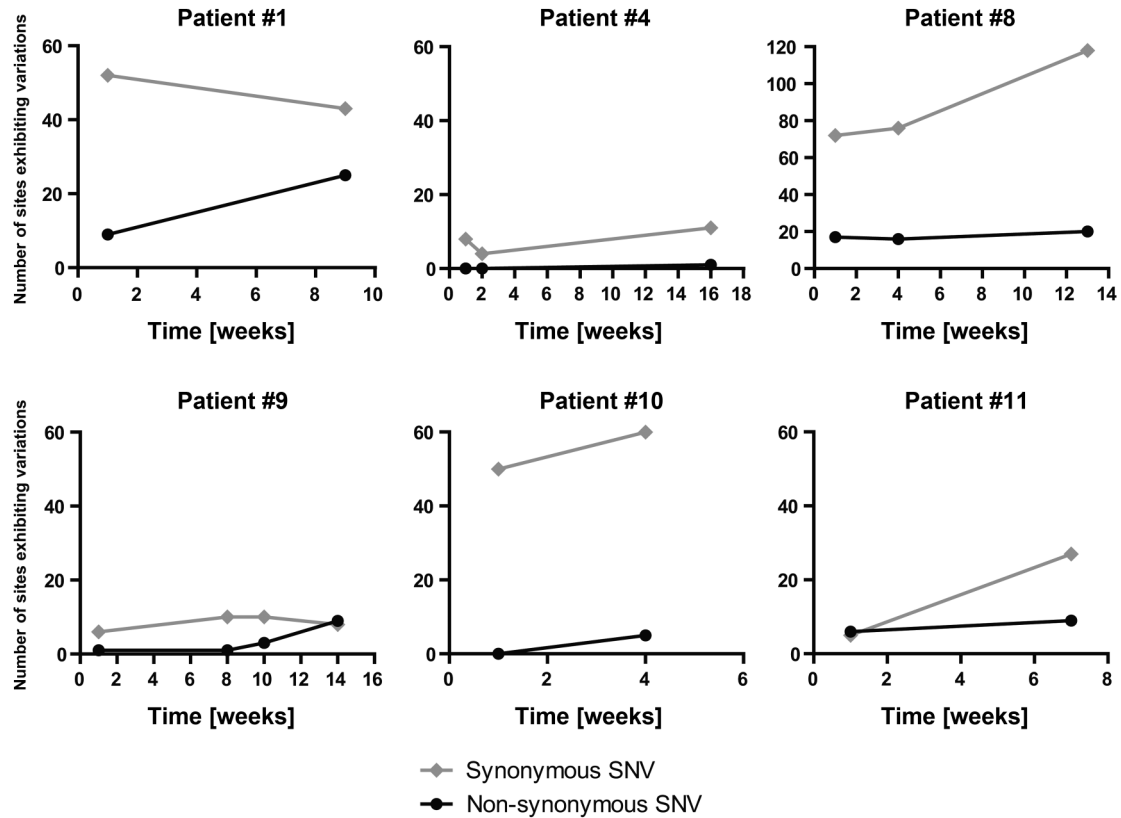 Patient #1
Number of sites exhibiting variations
60
40
20
0
0 2 4 6 8 10
Time [weeks]
Patient #4
60
40
20
0
0 2 4 6 8 10 12 14 16 18
Time [weeks]
Patient #8
120
100
80
60
40
20
0
0 2 4 6 8 10 12 14
Time [weeks]
Patient #9
Number of sites exhibiting variations
60
40
20
0
0 2 4 6 8 10 12 14 16
Time [weeks]
Patient #10
60
40
20
0
0 2 4 6
Time [weeks]
Patient #11
60
40
20
0
0 2 4 6 8
Time [weeks]
Synonymous SNV
Non-synonymous SNV